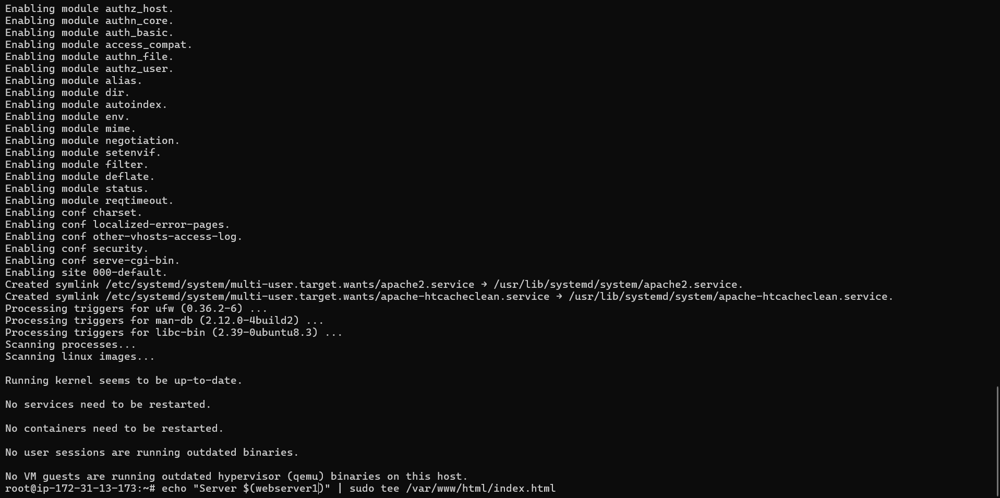 Enabling module authz_host.
Enabling module authn_core.
Enabling module auth_basic.
Enabling module access_compat.
Enabling module authn_file.
Enabling module authz_user.
Enabling module alias.
Enabling module dir.
Enabling module autoindex.
Enabling module env.
Enabling module mime.
Enabling module negotiation.
Enabling module setenvif.
Enabling module filter.
Enabling module deflate.
Enabling module status.
Enabling module reqtimeout.
Enabling conf charset.
Enabling conf localized-error-pages.
Enabling conf other-vhosts-access-log.
Enabling conf security.
Enabling conf serve-cgi-bin.
Enabling site 000-default.
Created symlink /etc/systemd/system/multi-user.target.wants/apache2.service → /usr/lib/systemd/system/apache2.service.
Created symlink /etc/systemd/system/multi-user.target.wants/apache-htcacheclean.service → /usr/lib/systemd/system/apache-htcacheclean.service.
Processing triggers for ufw (0.36.2-6) ...
Processing triggers for man-db (2.12.0-4build2) ...
Processing triggers for libc-bin (2.39-0ubuntu8.3) ...
Scanning processes...
Scanning linux images...
Running kernel seems to be up-to-date.
No services need to be restarted.
No containers need to be restarted.
No user sessions are running outdated binaries.
No VM guests are running outdated hypervisor (qemu) binaries on this host.
root@ip-172-31-13-173:~# echo "Server $(webserver1)" | sudo tee /var/www/html/index.html